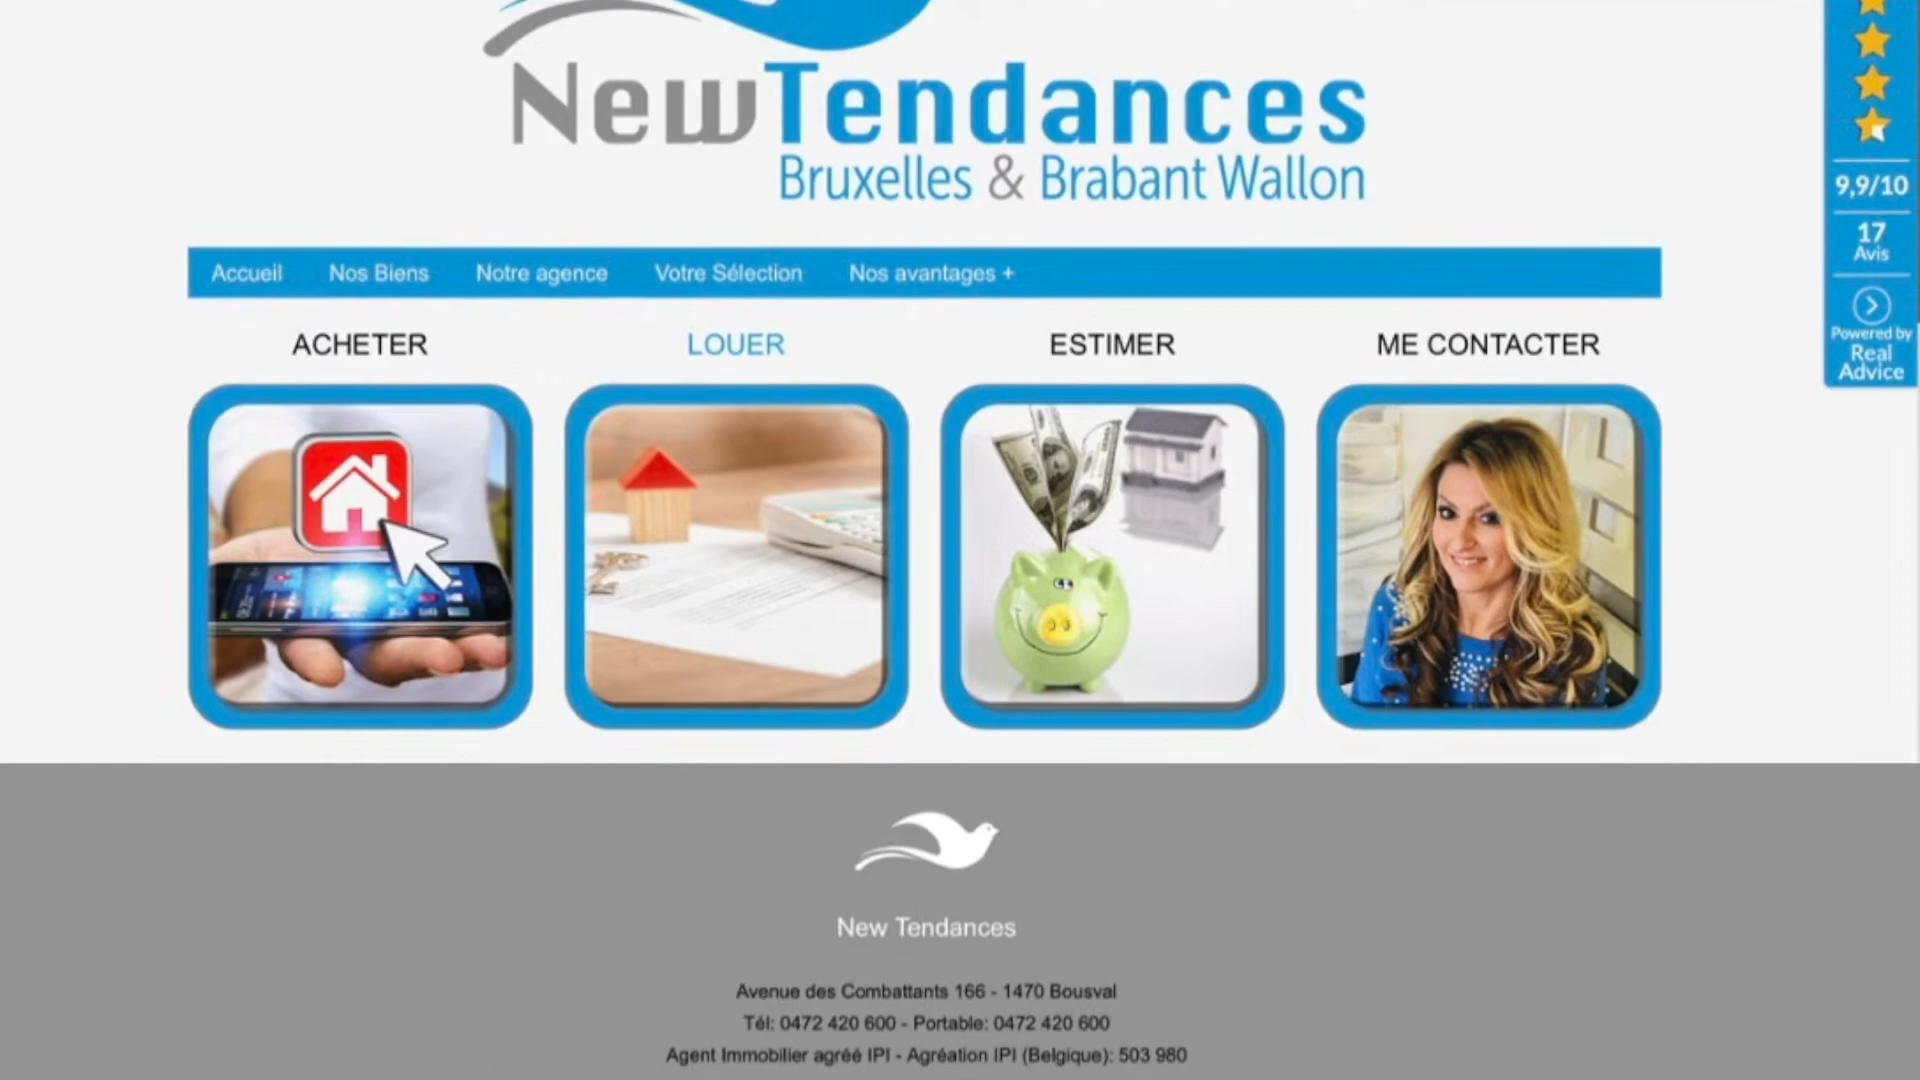 NewTendances
Bruxelles & Brabant Wallon
9,9/10
17
Avis
Powered by
Real
Advice
Accueil Nos Biens Notre agence Votre Sélection Nos avantages +
ACHETER LOUER ESTIMER ME CONTACTER
New Tendances
Avenue des Combattants 166 - 1470 Bousval
Tél: 0472 420 600 - Portable: 0472 420 600
Agent Immobilier agréé IPI - Agréation IPI (Belgique): 503 980